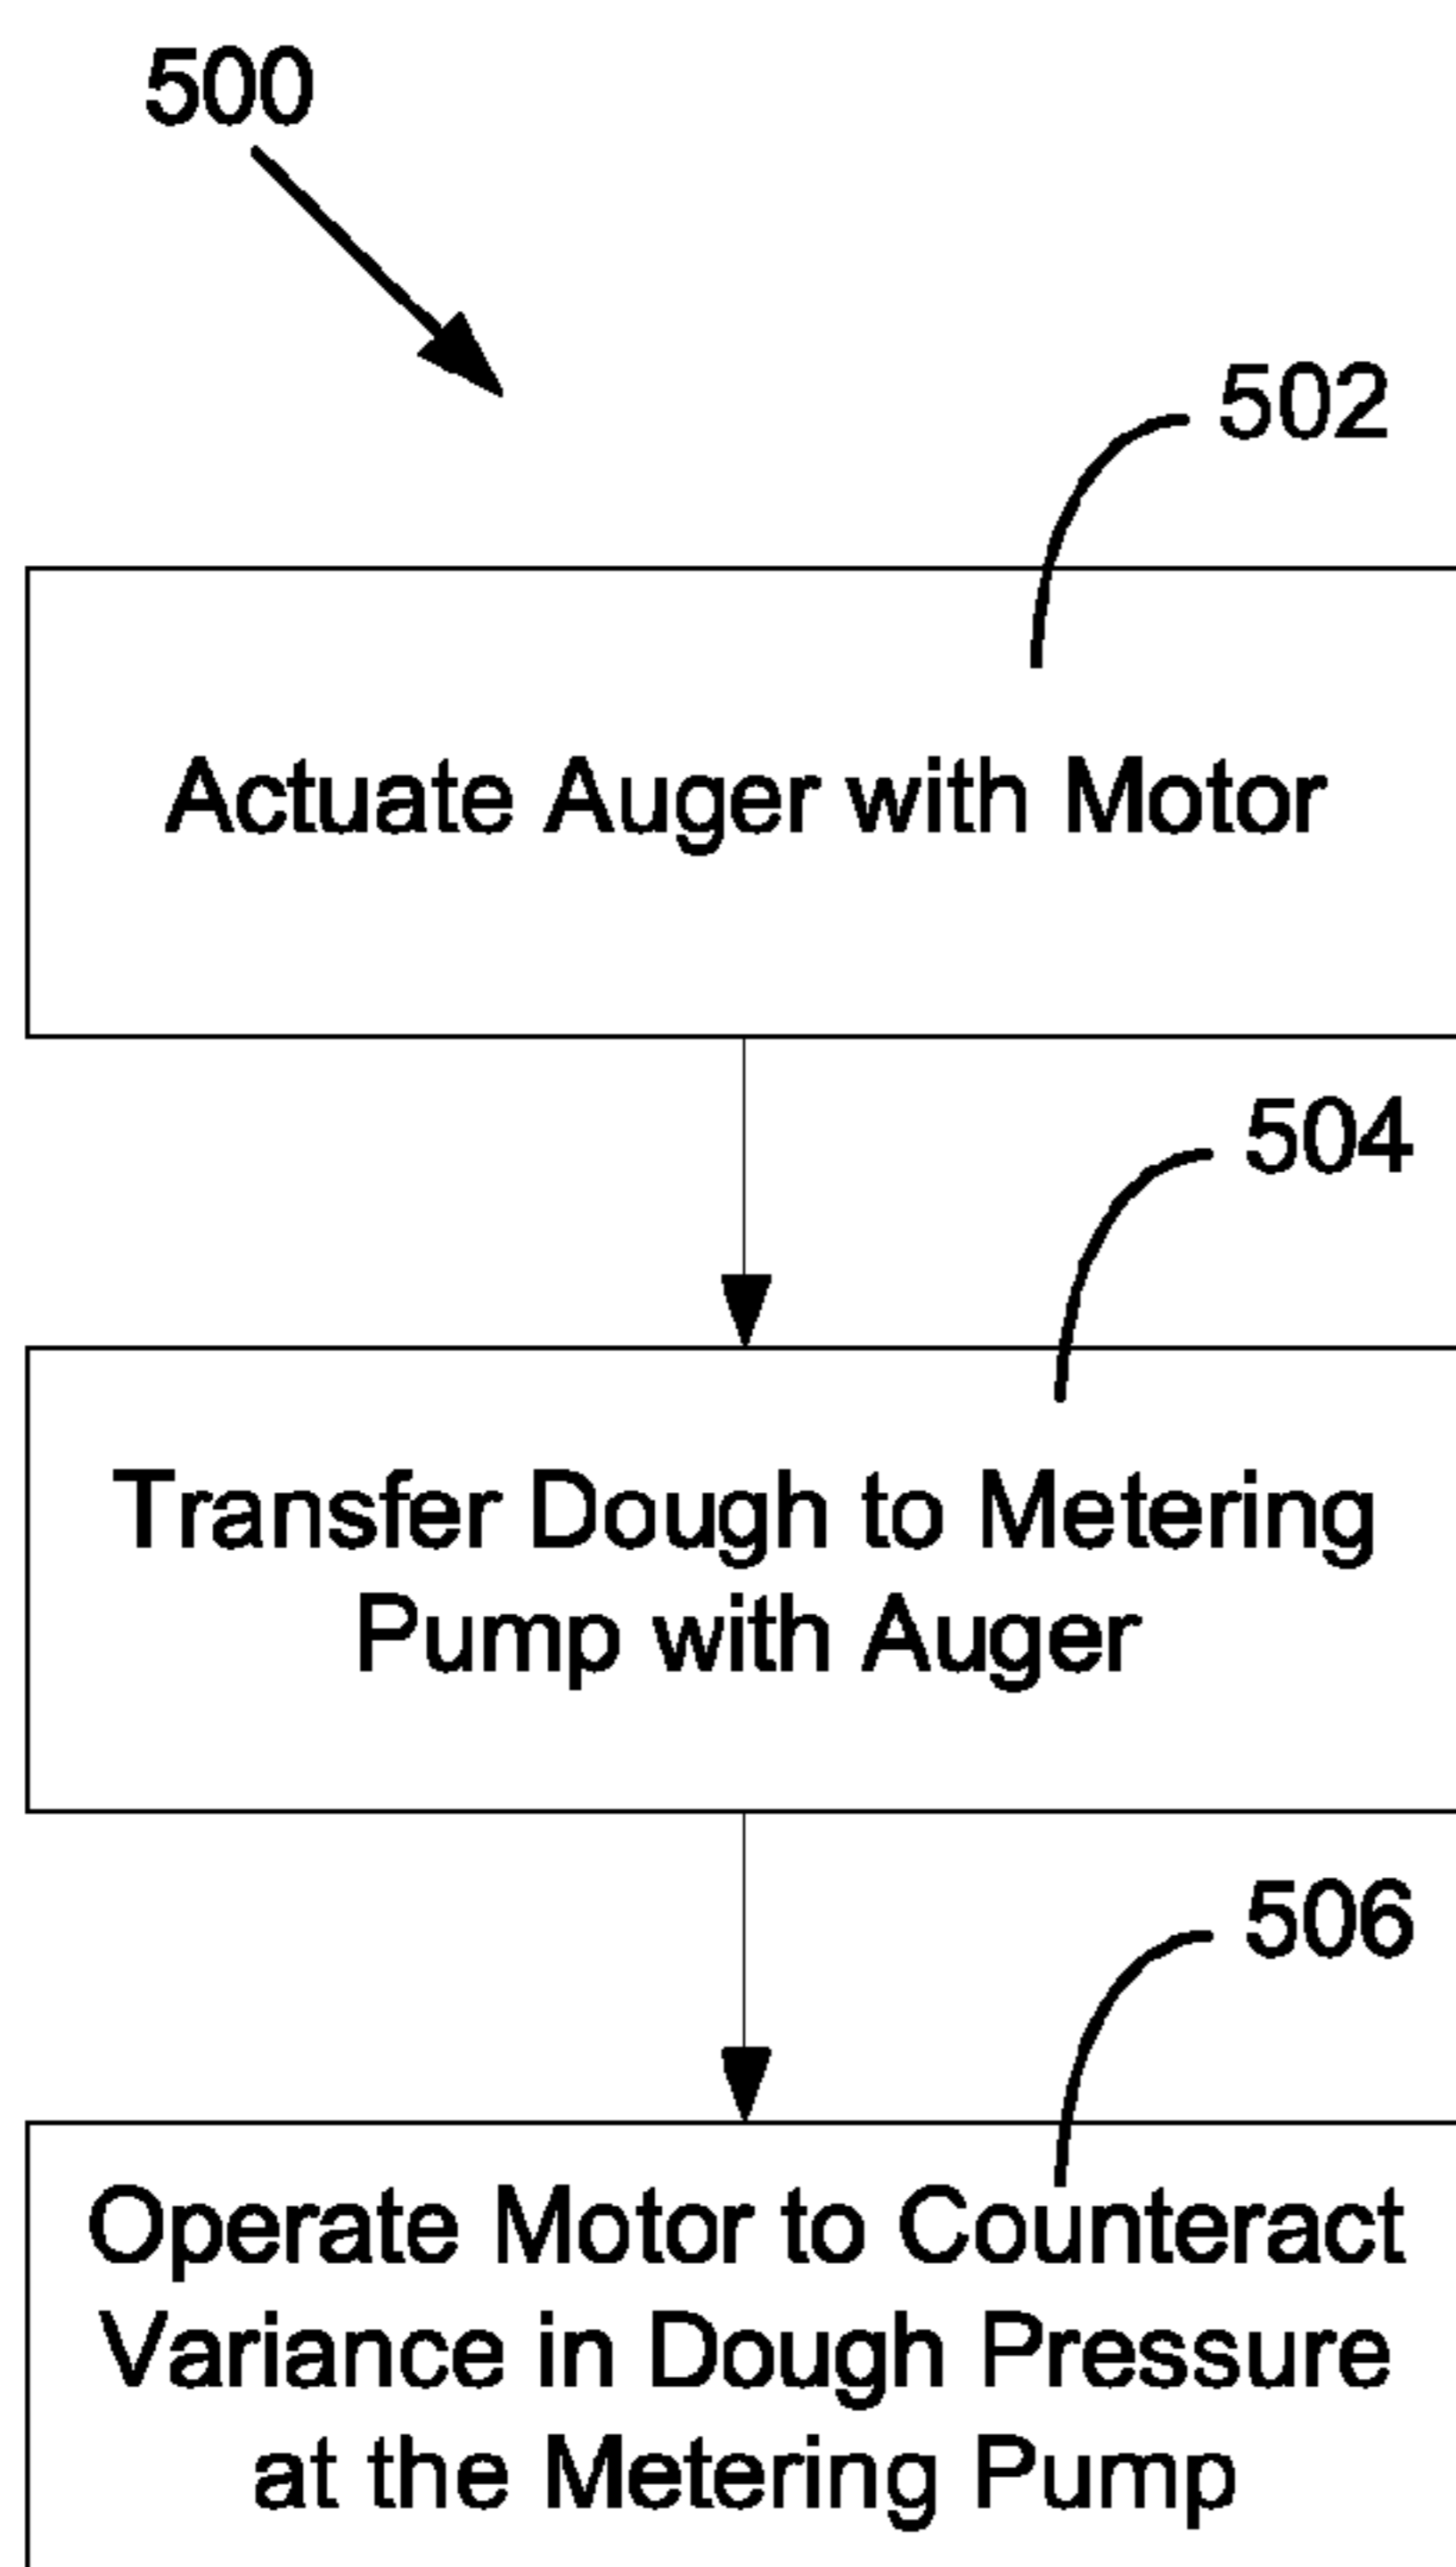 500
502
Actuate Auger with Motor
504
Transfer Dough to Metering
Pump with Auger
506
Operate Motor to Counteract
Variance in Dough Pressure
at the Metering Pump